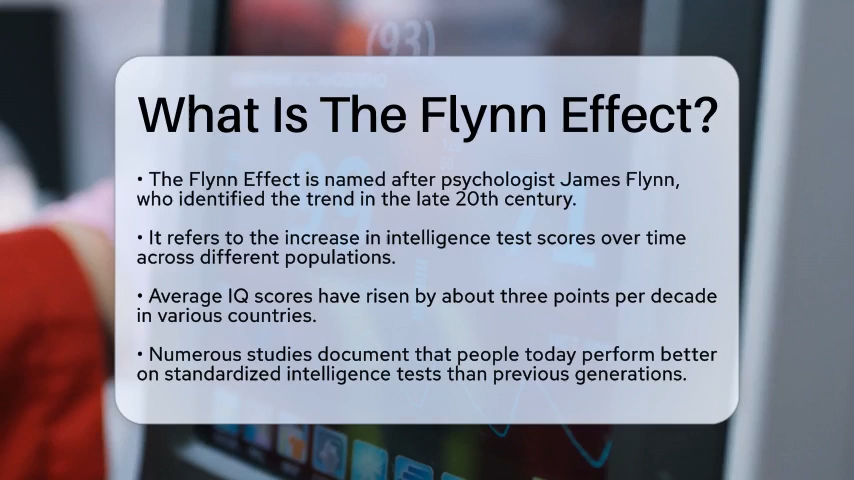 (93)
What Is The Flynn Effect?
• The Flynn Effect is named after psychologist James Flynn,
who identified the trend in the late 20th century.
• It refers to the increase in intelligence test scores over time
across different populations.
• Average IQ scores have risen by about three points per decade
in various countries.
• Numerous studies document that people today perform better
on standardized intelligence tests than previous generations.